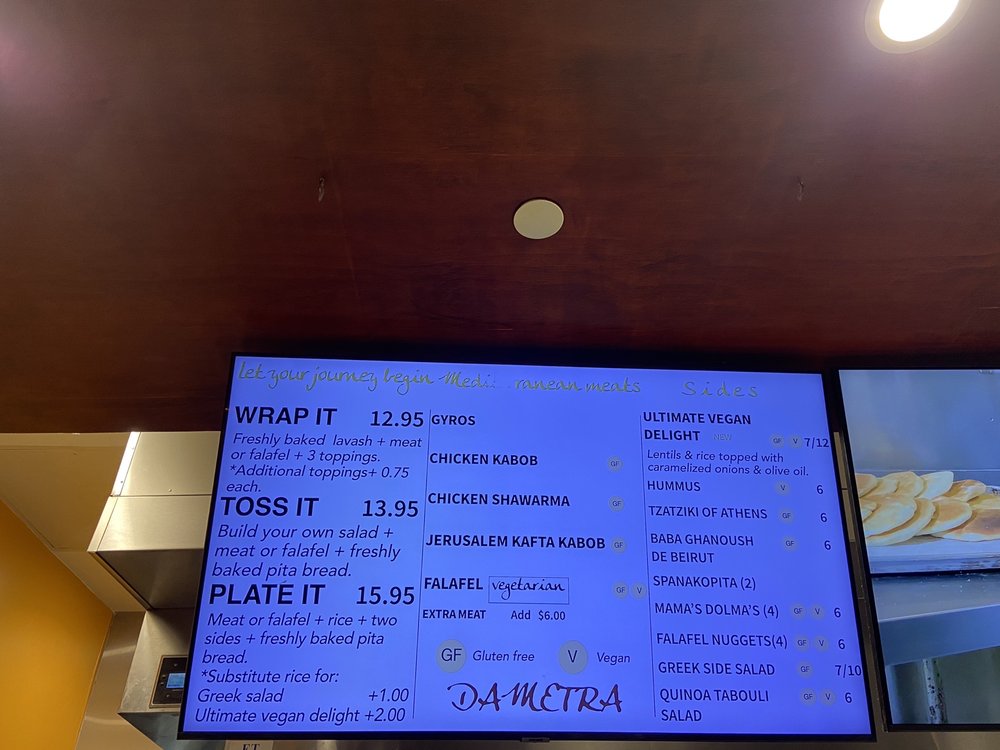 let your journey begin
WRAP IT 12.95
Freshly baked lavash + meat
or falafel + 3 toppings.
*Additional toppings+ 0.75
each.
TOSS IT 13.95
Build your own salad +
meat or falafel + freshly
baked pita bread.
PLATE IT 15.95
Meat or falafel + rice + two
sides + freshly baked pita
bread.
*Substitute rice for:
Greek salad +1.00
Ultimate vegan delight +2.00
meats
GYROS
CHICKEN KABOB GF
CHICKEN SHAWARMA GF
JERUSALEM KAFTA KABOB GF
FALAFEL vegetarian GF V
EXTRA MEAT Add $6.00
GF Gluten free V Vegan
DAMETRA
Sides
ULTIMATE VEGAN
DELIGHT NEW GF V 7/12
Lentils & rice topped with
caramelized onions & olive oil.
HUMMUS V 6
TZATZIKI OF ATHENS GF 6
BABA GHANOUSH GF 6
DE BEIRUT
SPANAKOPITA (2)
MAMA'S DOLMA'S (4) GF V 6
FALAFEL NUGGETS(4) GF V 6
GREEK SIDE SALAD GF 7/10
QUINOA TABOULI GF V 6
SALAD